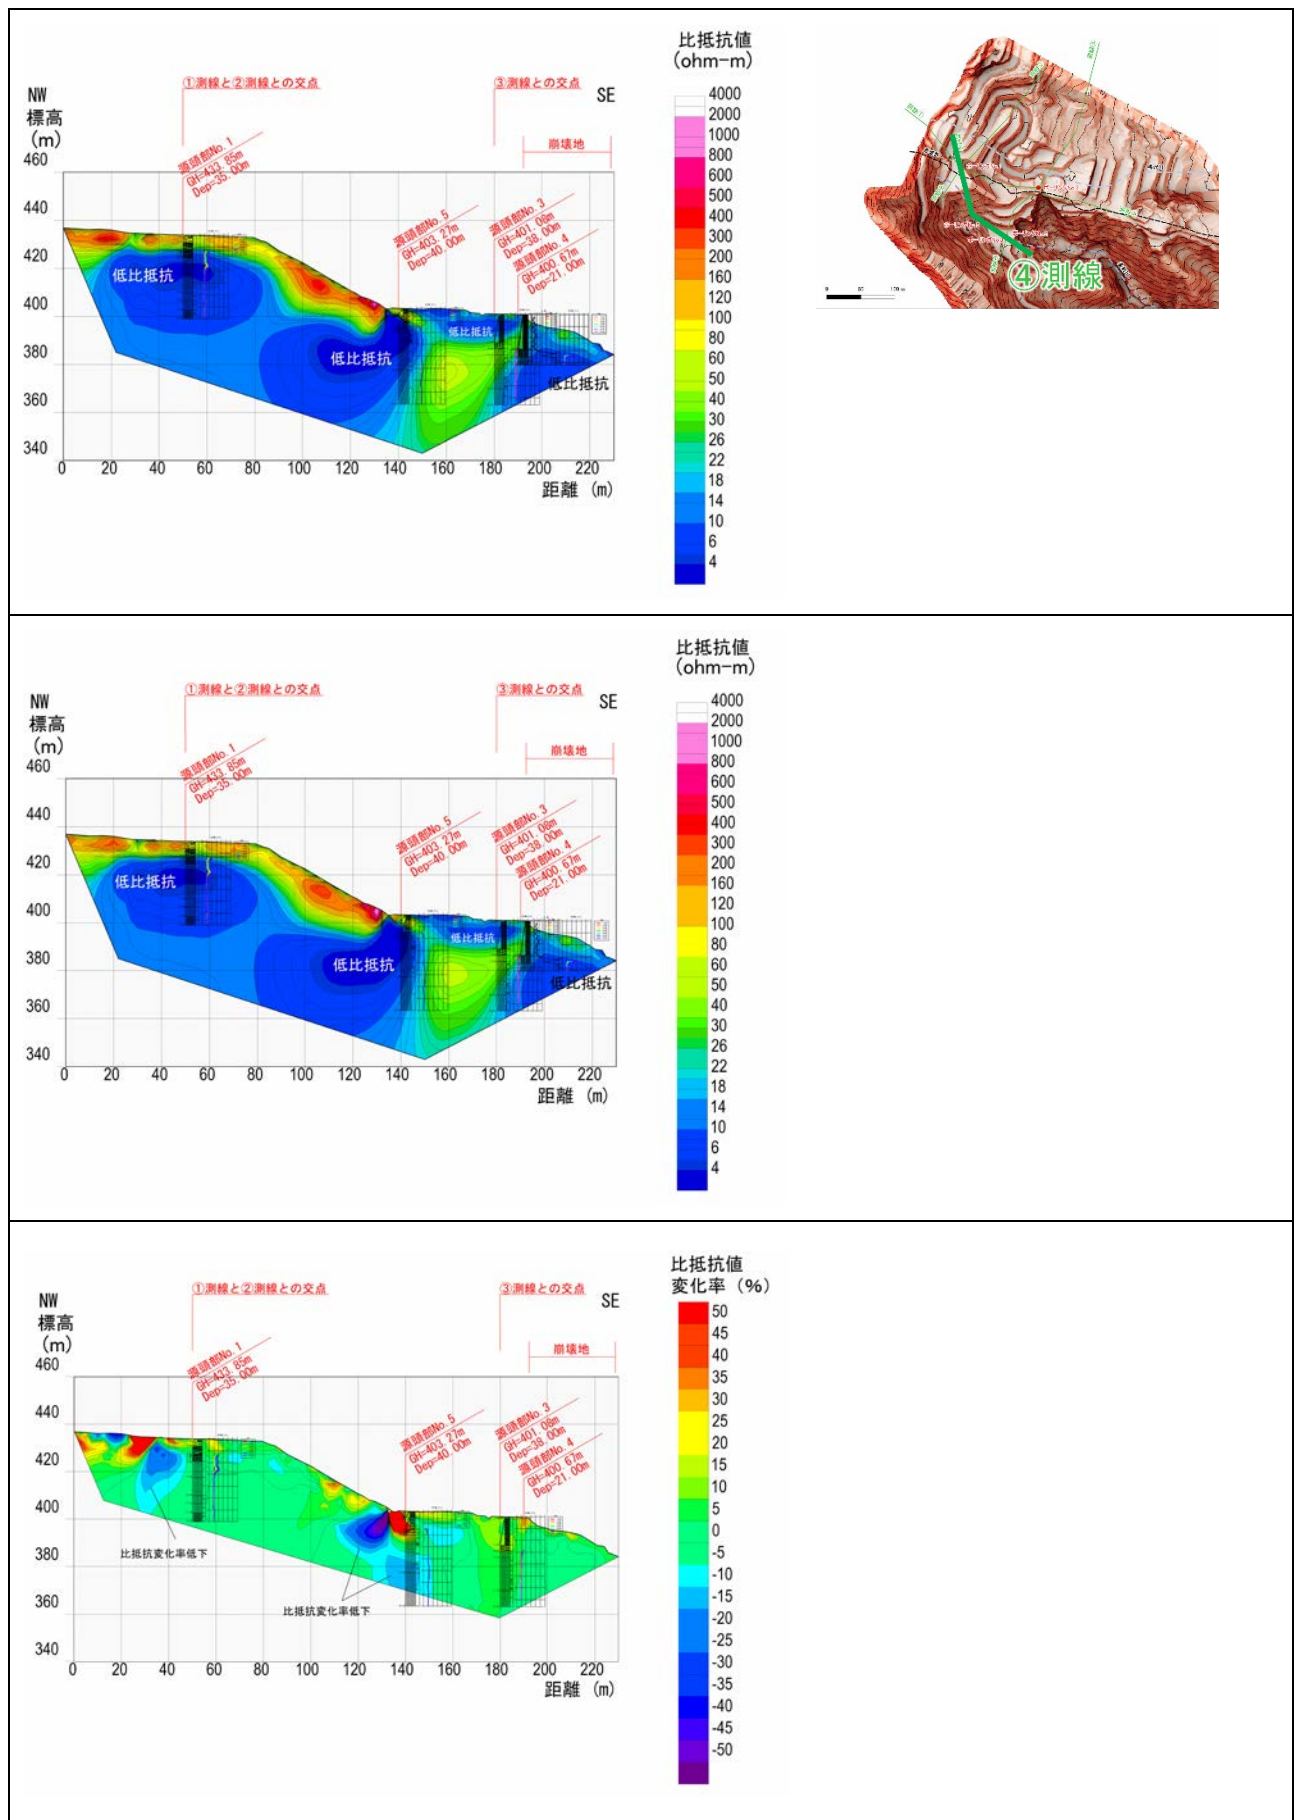 比抵抗値
(ohm-m)
①測線と②測線との交点
③測線との交点
NW
SE
標高
(m)
崩壊地
源頭部No.1
GH=433.85m
Dep=35.00m
源頭部No.5
GH=403.27m
Dep=40.00m
源頭部No.3
GH=401.08m
Dep=38.00m
源頭部No.4
GH=400.67m
Dep=21.00m
460
440
420
400
380
360
340
低比抵抗
低比抵抗
低比抵抗
低比抵抗
0 20 40 60 80 100 120 140 160 180 200 220
距離 (m)
4000
2000
1000
800
600
500
400
300
200
160
120
100
80
60
50
40
30
26
22
18
14
10
6
4
④測線
比抵抗値
(ohm-m)
①測線と②測線との交点
③測線との交点
NW
SE
標高
(m)
崩壊地
源頭部No.1
GH=433.85m
Dep=35.00m
源頭部No.5
GH=403.27m
Dep=40.00m
源頭部No.3
GH=401.08m
Dep=38.00m
源頭部No.4
GH=400.67m
Dep=21.00m
460
440
420
400
380
360
340
低比抵抗
低比抵抗
低比抵抗
低比抵抗
0 20 40 60 80 100 120 140 160 180 200 220
距離 (m)
4000
2000
1000
800
600
500
400
300
200
160
120
100
80
60
50
40
30
26
22
18
14
10
6
4
比抵抗値
変化率 (%)
①測線と②測線との交点
③測線との交点
NW
SE
標高
(m)
崩壊地
源頭部No.1
GH=433.85m
Dep=35.00m
源頭部No.5
GH=403.27m
Dep=40.00m
源頭部No.3
GH=401.08m
Dep=38.00m
源頭部No.4
GH=400.67m
Dep=21.00m
460
440
420
400
380
360
340
比抵抗変化率低下
比抵抗変化率低下
0 20 40 60 80 100 120 140 160 180 200 220
距離 (m)
50
45
40
35
30
25
20
15
10
5
0
-5
-10
-15
-20
-25
-30
-35
-40
-45
-50